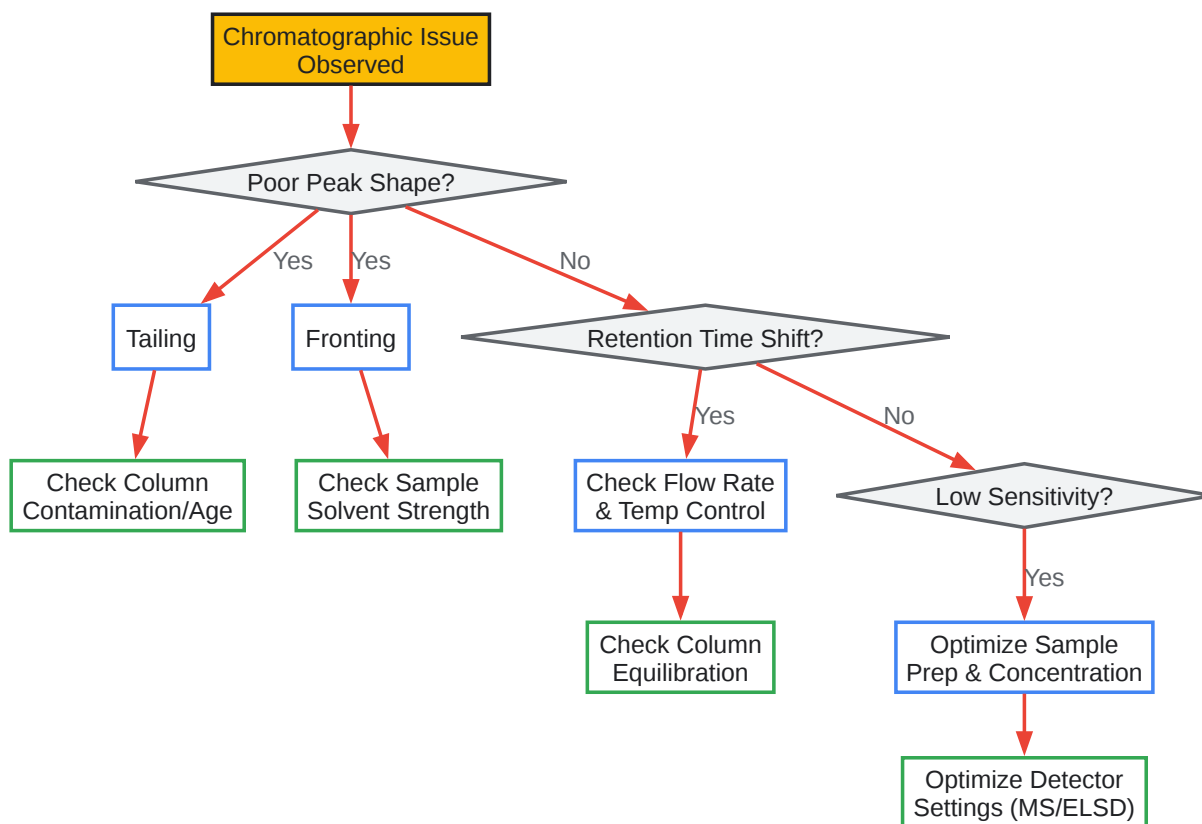 Chromatographic Issue
Observed
Poor Peak Shape?
Yes
Yes
No
Tailing
Fronting
Retention Time Shift?
Yes
No
Check Column
Contamination/Age
Check Sample
Solvent Strength
Check Flow Rate
& Temp Control
Low Sensitivity?
Yes
Check Column
Equilibration
Optimize Sample
Prep & Concentration
Optimize Detector
Settings (MS/ELSD)